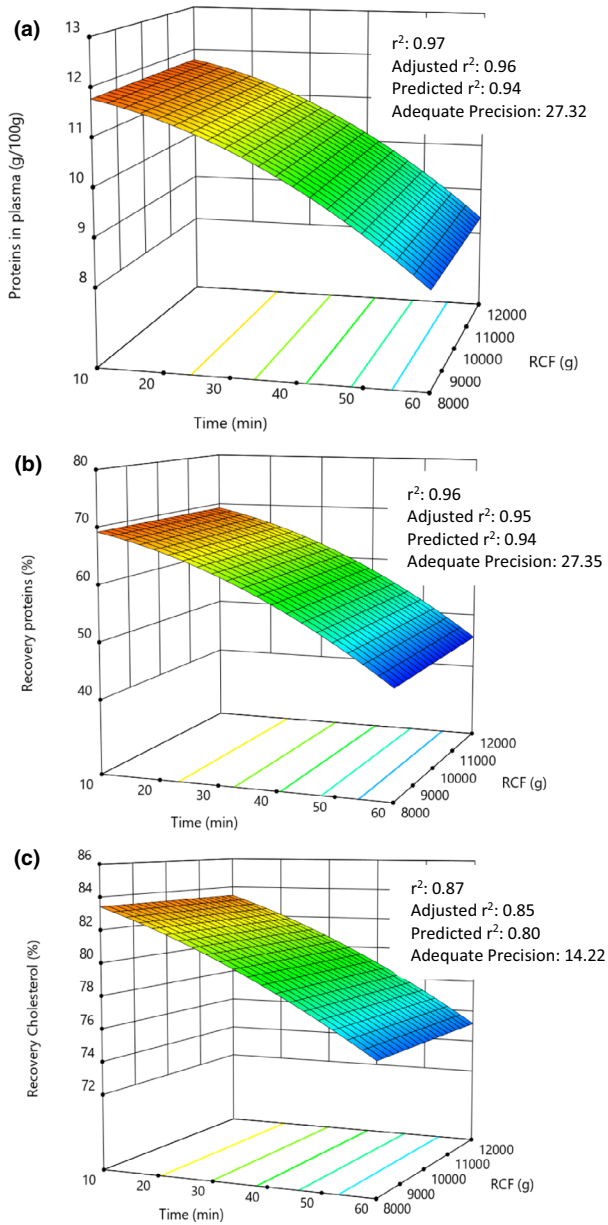 (a)
13
12
11
10
9
8
Proteins in plasma (g/100g)
r²: 0.97
Adjusted r²: 0.96
Predicted r²: 0.94
Adequate Precision: 27.32
10
20
30
40
50
60
Time (min)
8000
9000
10000
11000
12000
RCF (g)
(b)
80
70
60
50
40
Recovery proteins (%)
r²: 0.96
Adjusted r²: 0.95
Predicted r²: 0.94
Adequate Precision: 27.35
10
20
30
40
50
60
Time (min)
8000
9000
10000
11000
12000
RCF (g)
(c)
86
84
82
80
78
76
74
72
Recovery Cholesterol (%)
r²: 0.87
Adjusted r²: 0.85
Predicted r²: 0.80
Adequate Precision: 14.22
10
20
30
40
50
60
Time (min)
8000
9000
10000
11000
12000
RCF (g)